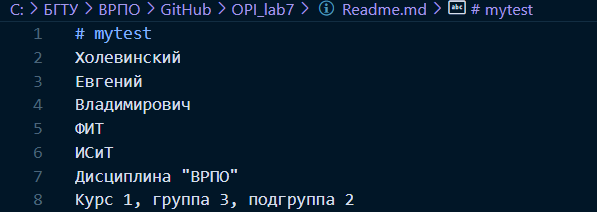 C: > БГТУ > ВРПО > GitHub > OPI_lab7 > Readme.md > # mytest
1 # mytest
2 Холевинский
3 Евгений
4 Владимирович
5 ФИТ
6 ИСиТ
7 Дисциплина "ВРПО"
8 Курс 1, группа 3, подгруппа 2